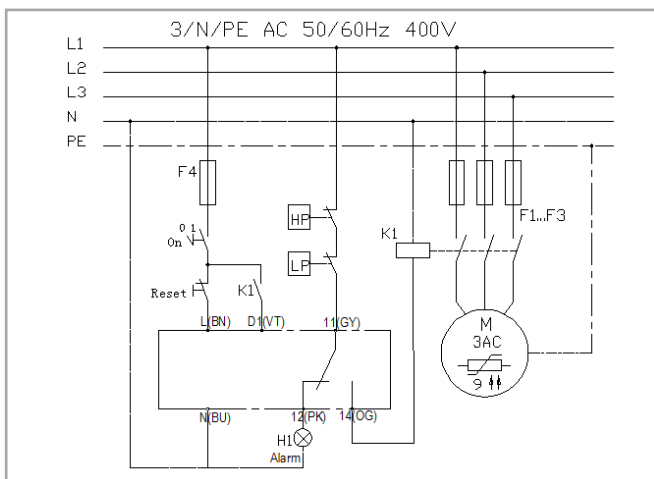 3/N/PE AC 50/60Hz 400V
L1
L2
L3
N
PE
F4
0 1
On
HP
LP
K1
F1...F3
Reset
K1
L(BN) D1(VT) 11(GY)
M
3AC
9
N(BU) 12(PK) 14(OG)
H1
Alarm